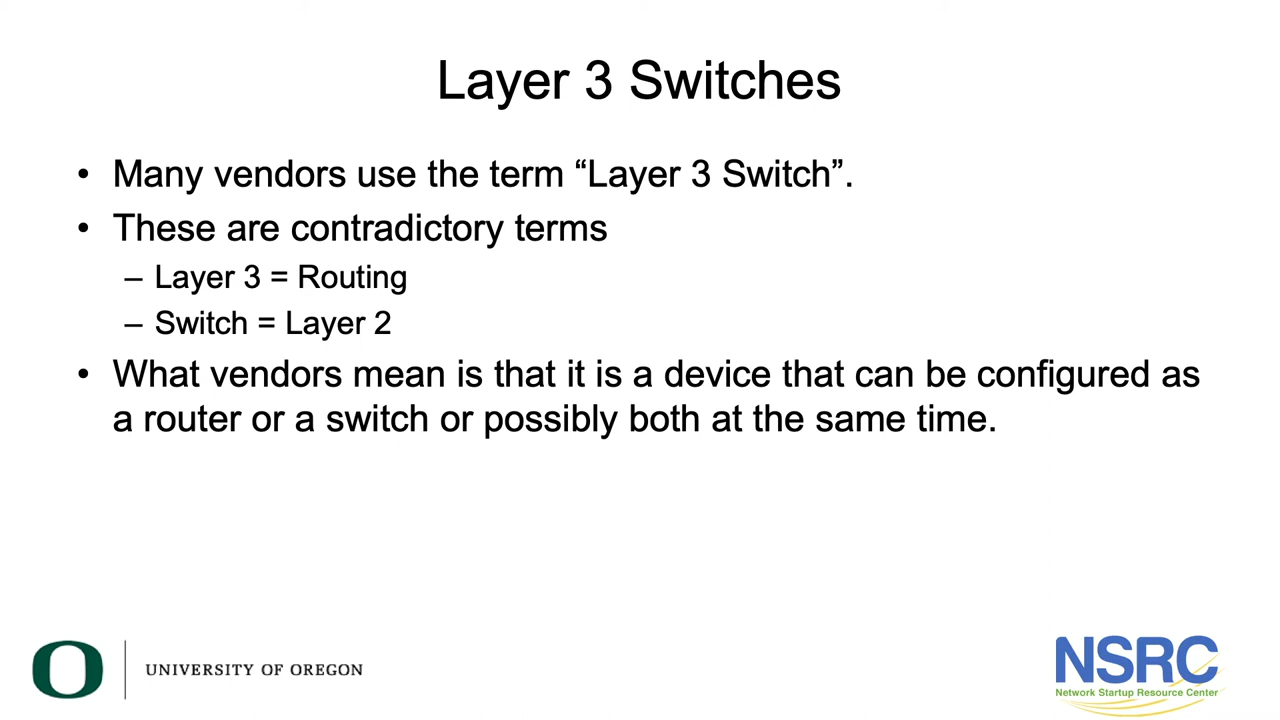 Layer 3 Switches
• Many vendors use the term “Layer 3 Switch”.
• These are contradictory terms
– Layer 3 = Routing
– Switch = Layer 2
• What vendors mean is that it is a device that can be configured as
a router or a switch or possibly both at the same time.
UNIVERSITY OF OREGON
NSRC
Network Startup Resource Center